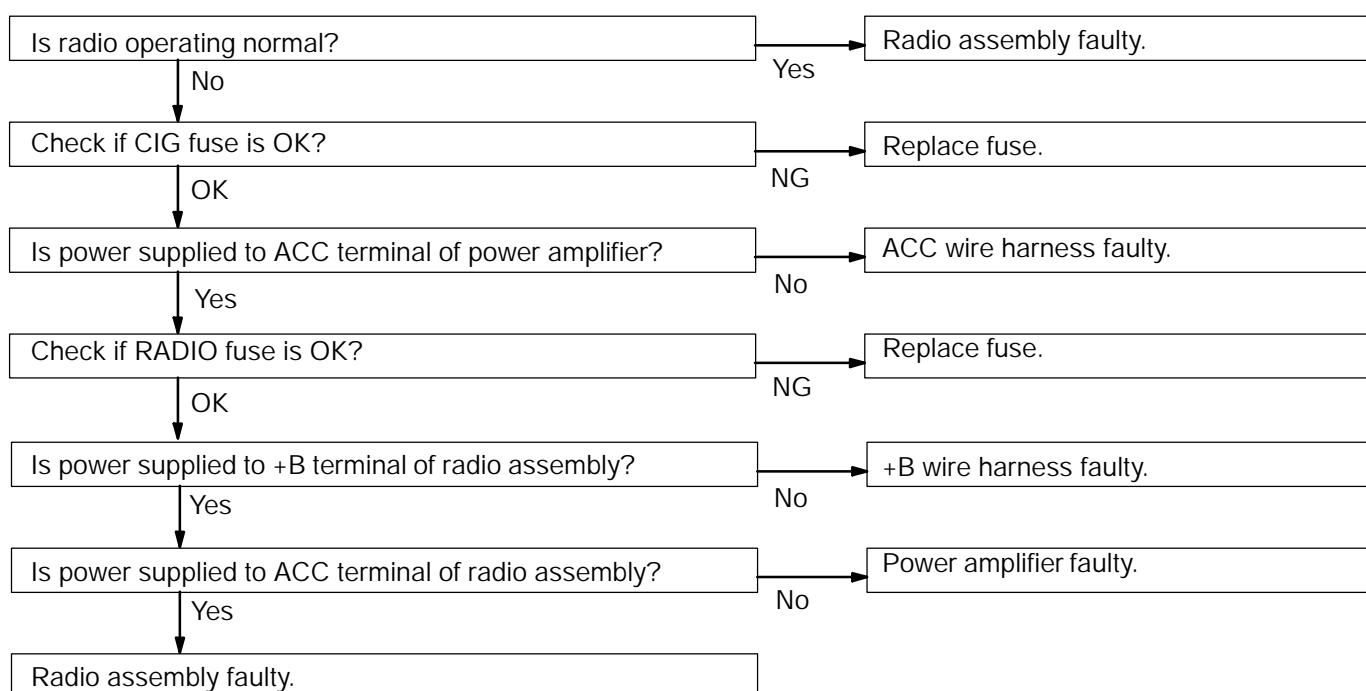 Is radio operating normal?
Radio assembly faulty.
Yes
No
Check if CIG fuse is OK?
Replace fuse.
NG
OK
Is power supplied to ACC terminal of power amplifier?
ACC wire harness faulty.
No
Yes
Check if RADIO fuse is OK?
Replace fuse.
NG
OK
Is power supplied to +B terminal of radio assembly?
+B wire harness faulty.
No
Yes
Is power supplied to ACC terminal of radio assembly?
Power amplifier faulty.
No
Yes
Radio assembly faulty.